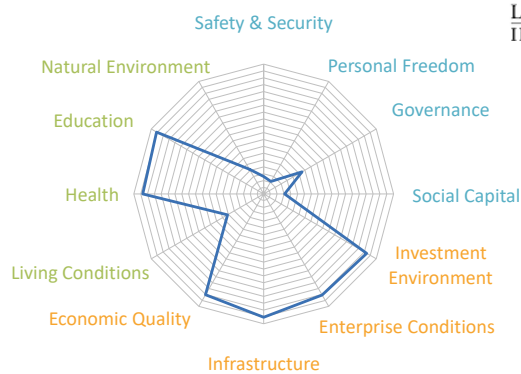 Safety & Security
Natural Environment
Personal Freedom
Education
Governance
Health
Social Capital
Investment
Environment
Living Conditions
Economic Quality
Enterprise Conditions
Infrastructure